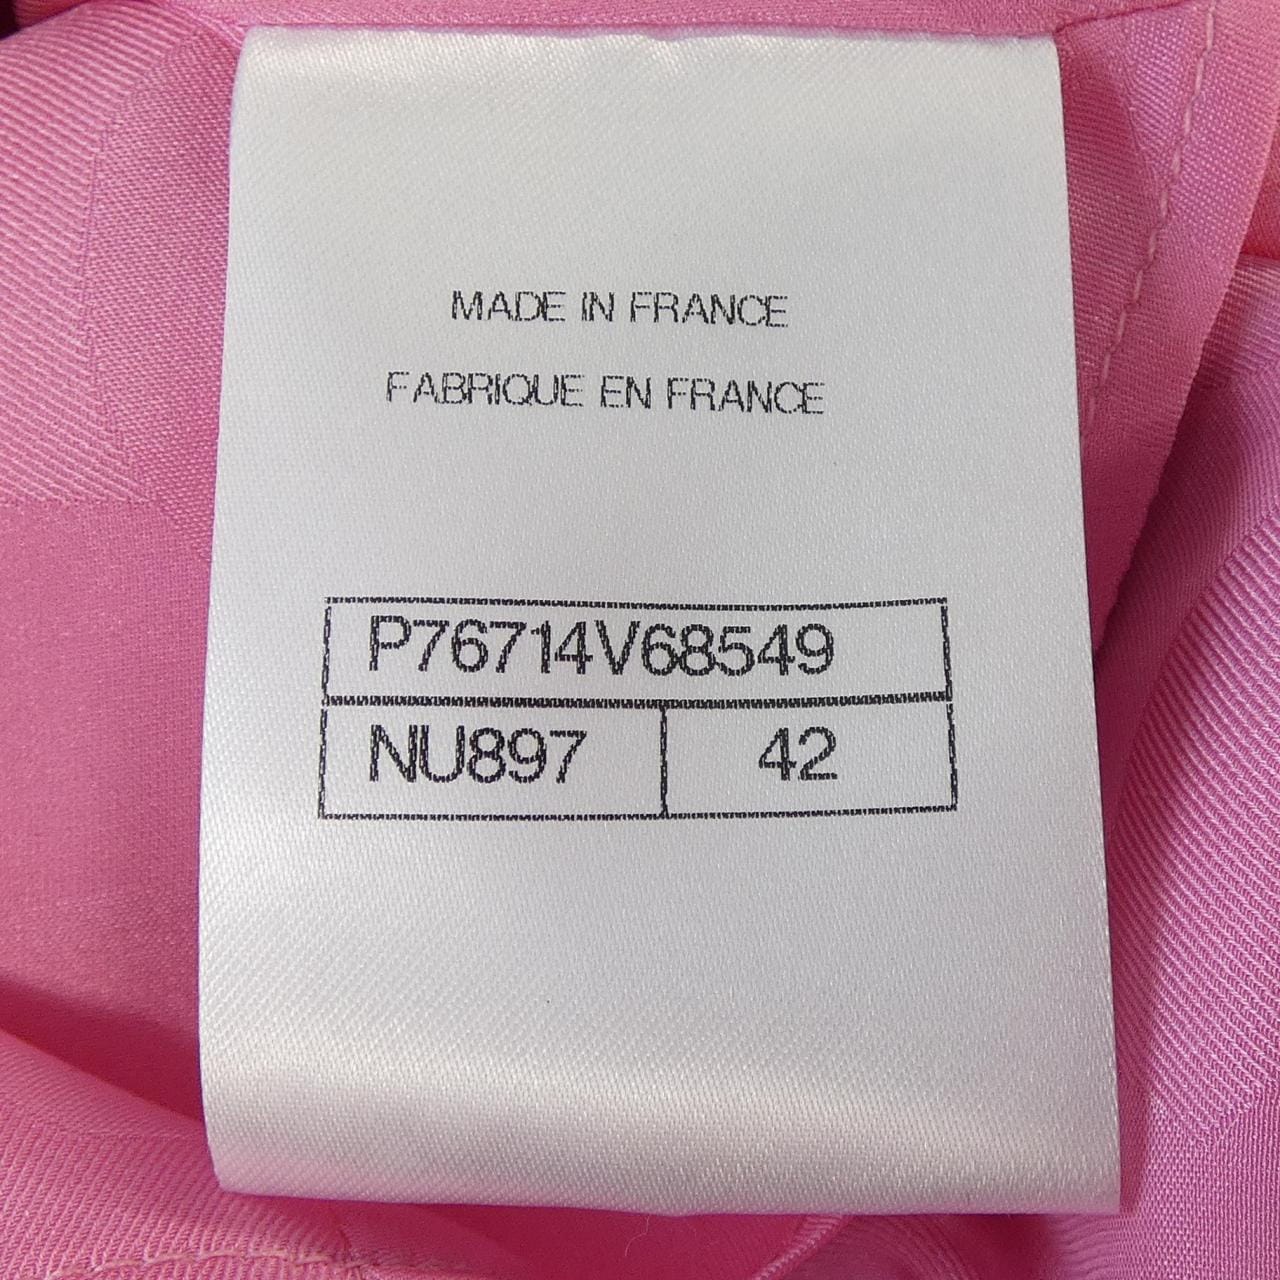 MADE IN FRANCE
FABRIQUE EN FRANCE
P76714V68549
NU897 42